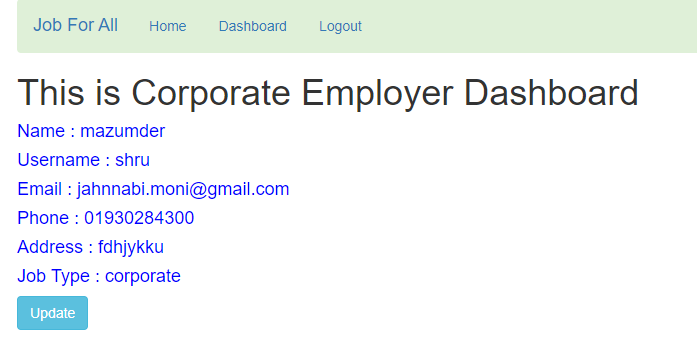 Job For All Home Dashboard Logout
This is Corporate Employer Dashboard
Name : mazumder
Username : shru
Email : jahnnabi.moni@gmail.com
Phone : 01930284300
Address : fdhjykku
Job Type : corporate
Update